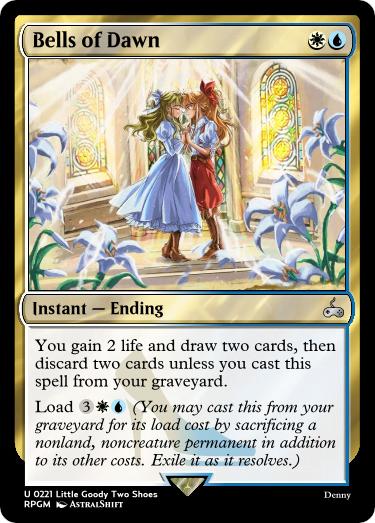 Bells of Dawn
Instant — Ending
You gain 2 life and draw two cards, then
discard two cards unless you cast this
spell from your graveyard.
Load 3 (You may cast this from your
graveyard for its load cost by sacrificing a
nonland, noncreature permanent in addition
to its other costs. Exile it as it resolves.)
U 0221 Little Goody Two Shoes
RPGM AstralShift
Denny